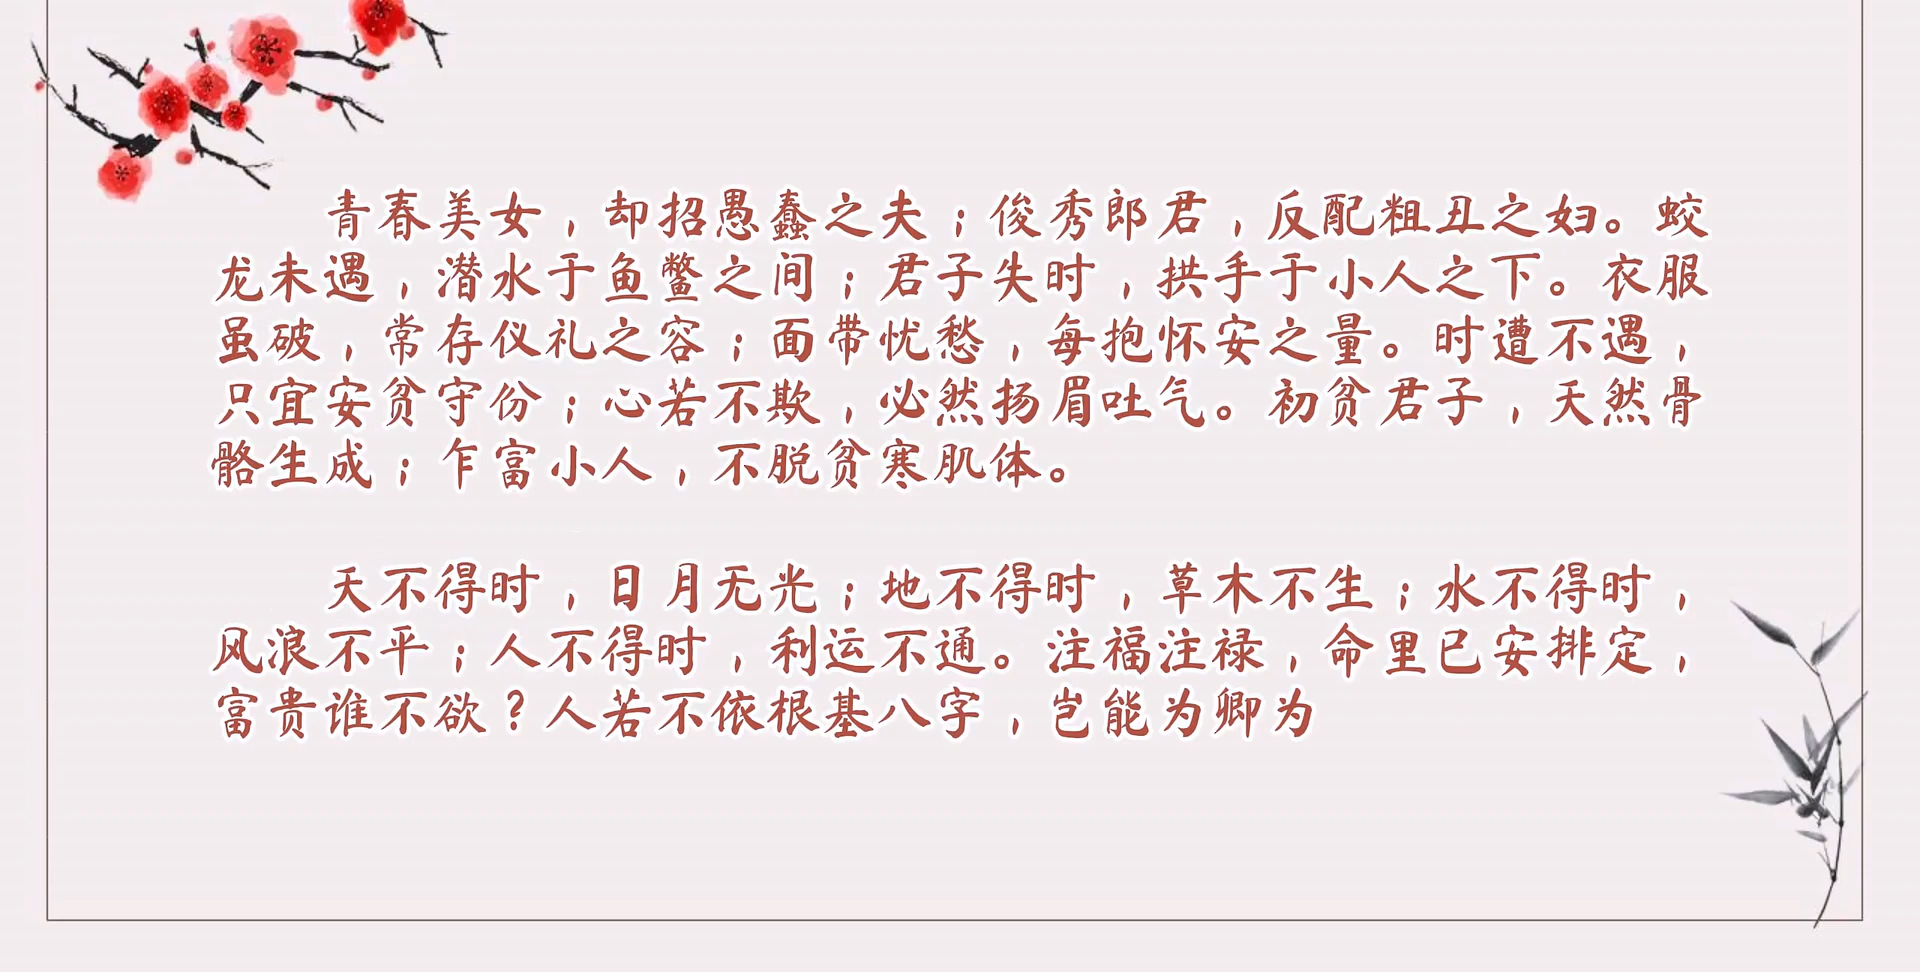 青春美女，却招愚蠢之夫；俊秀郎君，反配粗丑之妇。蛟
龙未遇，潜水于鱼鳖之间；君子失时，拱手于小人之下。衣服
虽破，常存仪礼之容；面带忧愁，每抱怀安之量。时遭不遇，
只宜安贫守份；心若不欺，必然扬眉吐气。初贫君子，天然骨
骼生成；乍富小人，不脱贫寒肌体。
天不得时，日月无光；地不得时，草木不生；水不得时，
风浪不平；人不得时，利运不通。注福注禄，命里已安排定，
富贵谁不欲？人若不依根基八字，岂能为卿为